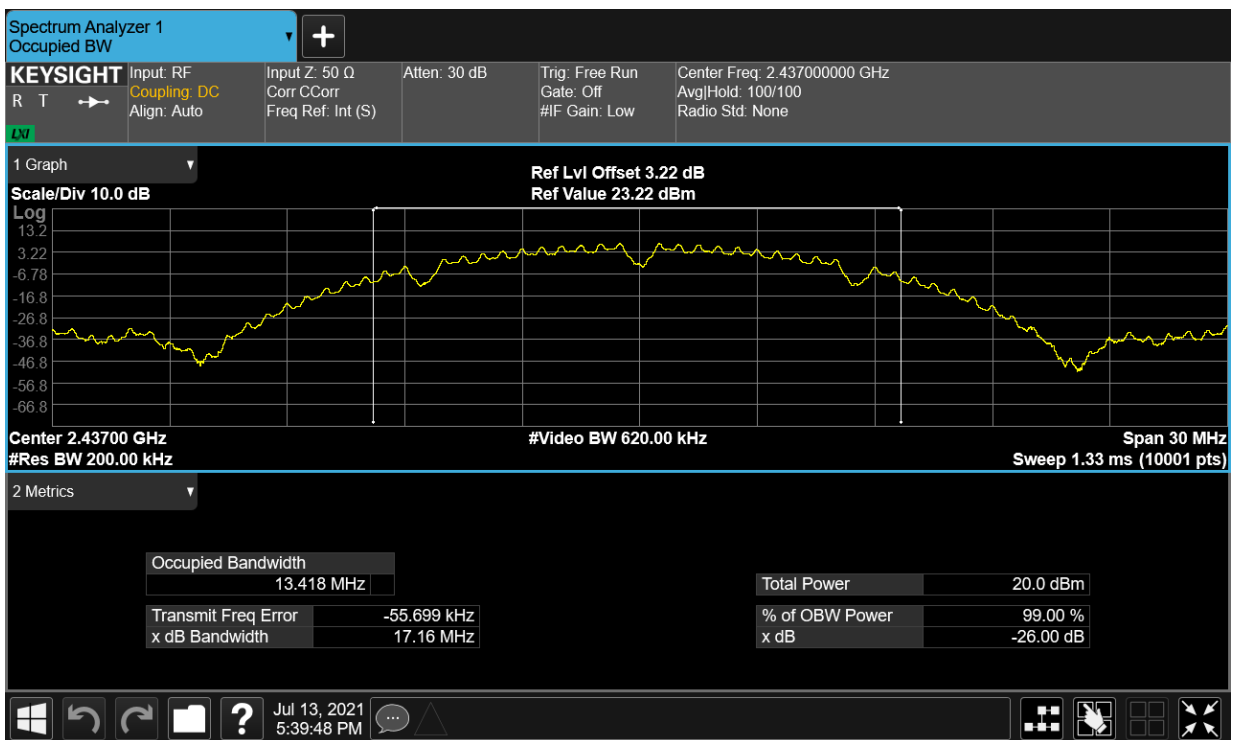 Spectrum Analyzer 1
Occupied BW
KEYSIGHT
R T
LXI
Input: RF
Coupling: DC
Align: Auto
Input Z: 50 Ω
Corr CCorr
Freq Ref: Int (S)
Atten: 30 dB
Trig: Free Run
Gate: Off
#IF Gain: Low
Center Freq: 2.437000000 GHz
Avg|Hold: 100/100
Radio Std: None
1 Graph
Ref Lvl Offset 3.22 dB
Scale/Div 10.0 dB
Ref Value 23.22 dBm
Log
13.2
3.22
-6.78
-16.8
-26.8
-36.8
-46.8
-56.8
-66.8
Center 2.43700 GHz
#Video BW 620.00 kHz
Span 30 MHz
#Res BW 200.00 kHz
Sweep 1.33 ms (10001 pts)
2 Metrics
Occupied Bandwidth
13.418 MHz
Total Power 20.0 dBm
Transmit Freq Error -55.699 kHz
% of OBW Power 99.00 %
x dB Bandwidth 17.16 MHz
x dB -26.00 dB
?
Jul 13, 2021
5:39:48 PM